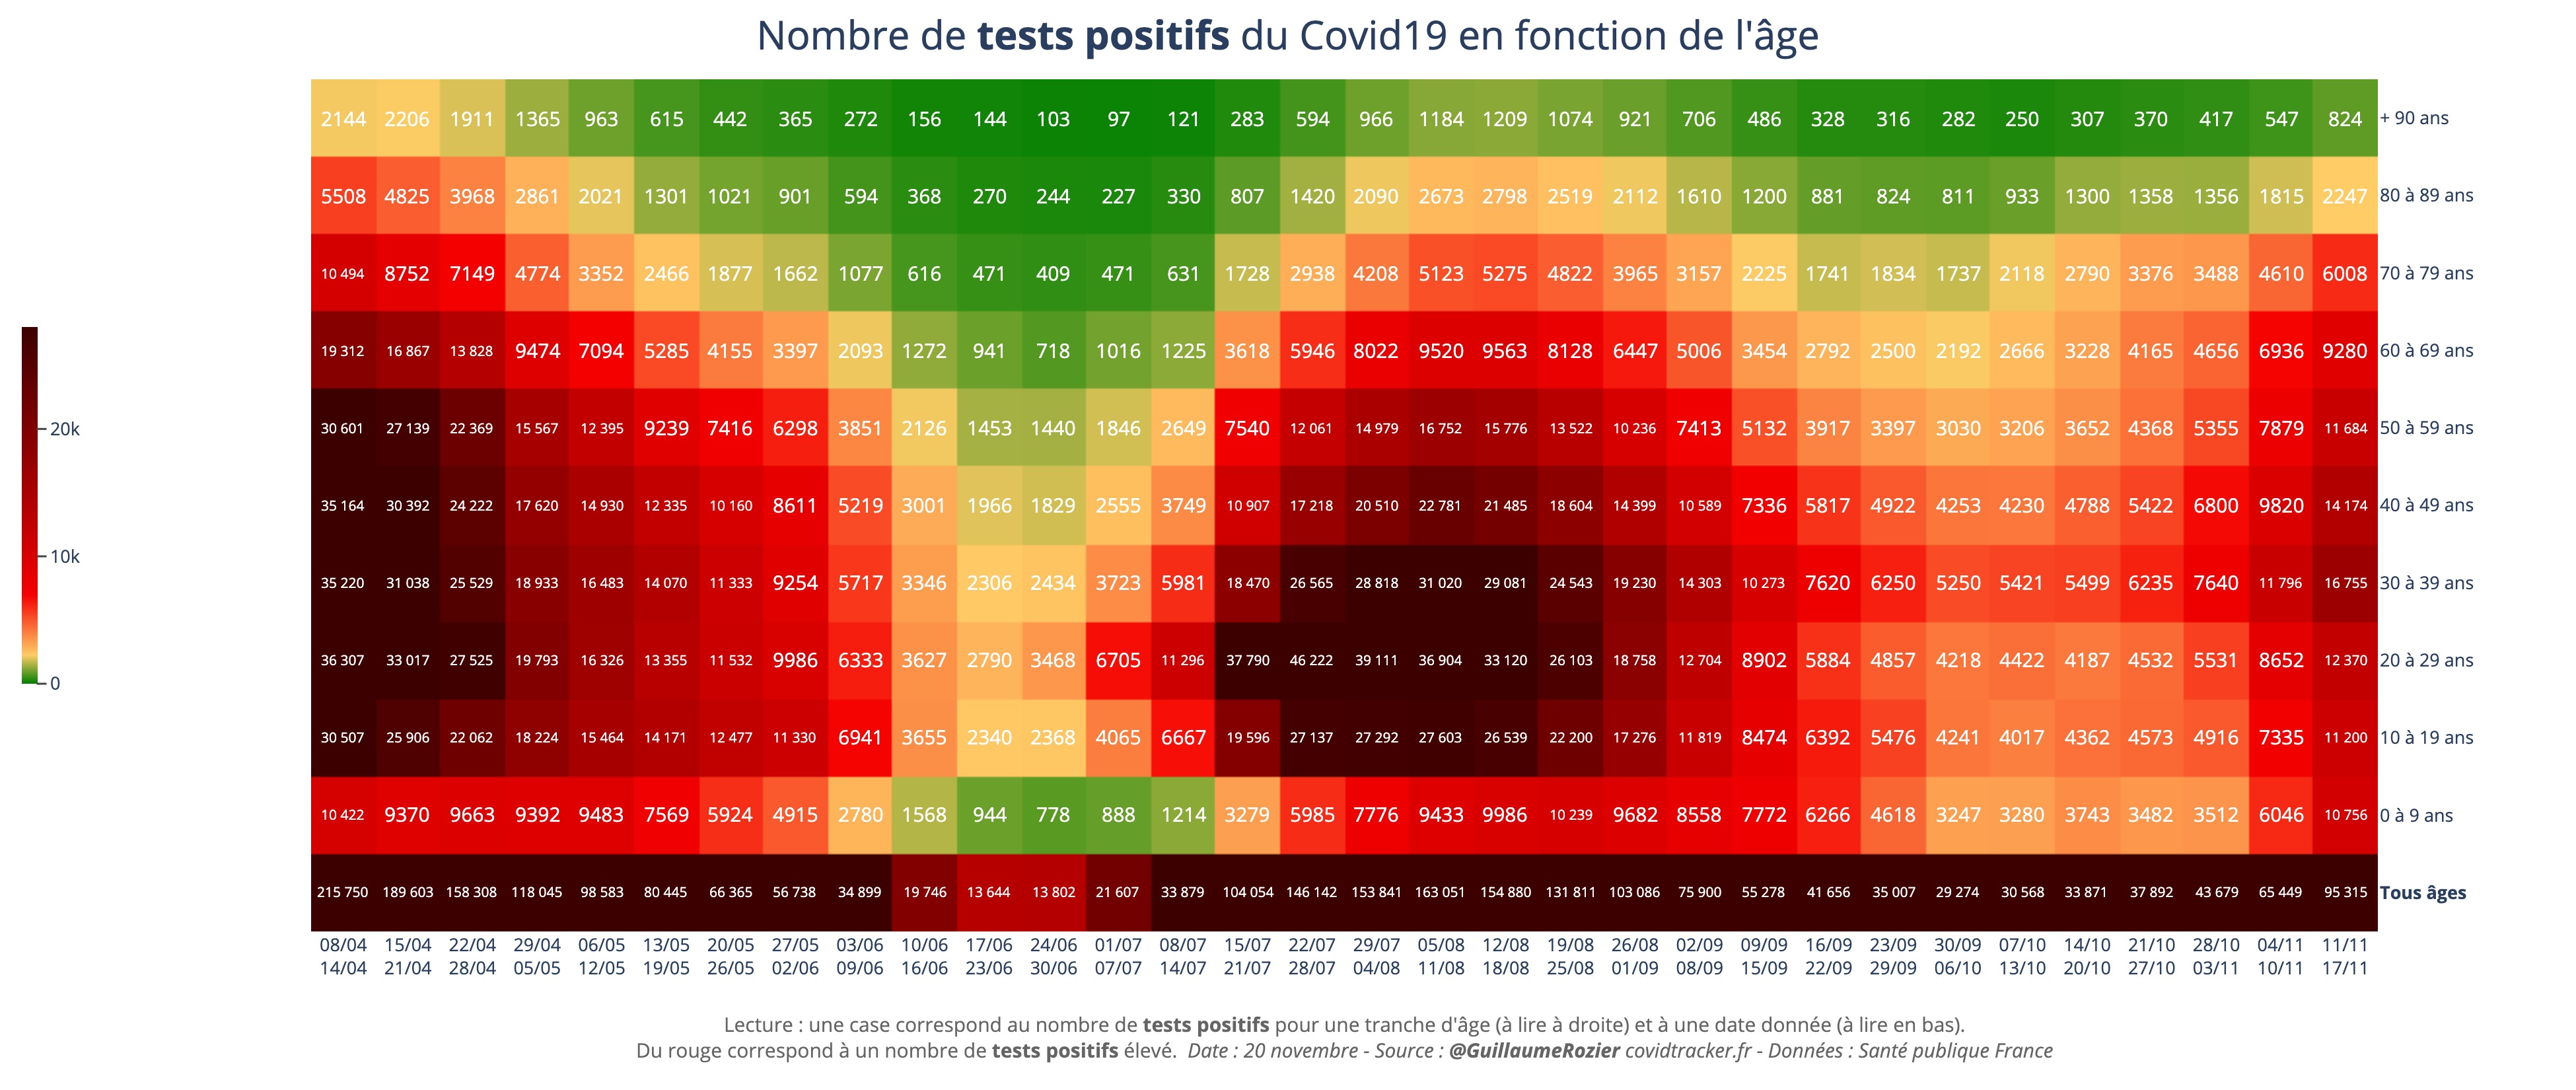 Nombre de tests positifs du Covid19 en fonction de l'âge
2144 2206 1911 1365 963 615 442 365 272 156 144 103 97 121 283 594 966 1184 1209 1074 921 706 486 328 316 282 250 307 370 417 547 824 + 90 ans
5508 4825 3968 2861 2021 1301 1021 901 594 368 270 244 227 330 807 1420 2090 2673 2798 2519 2112 1610 1200 881 824 811 933 1300 1358 1356 1815 2247 80 à 89 ans
10 494 8752 7149 4774 3352 2466 1877 1662 1077 616 471 409 471 631 1728 2938 4208 5123 5275 4822 3965 3157 2225 1741 1834 1737 2118 2790 3376 3488 4610 6008 70 à 79 ans
19 312 16 867 13 828 9474 7094 5285 4155 3397 2093 1272 941 718 1016 1225 3618 5946 8022 9520 9563 8128 6447 5006 3454 2792 2500 2192 2666 3228 4165 4656 6936 9280 60 à 69 ans
30 601 27 139 22 369 15 567 12 395 9239 7416 6298 3851 2126 1453 1440 1846 2649 7540 12 061 14 979 16 752 15 776 13 522 10 236 7413 5132 3917 3397 3030 3206 3652 4368 5355 7879 11 684 50 à 59 ans
35 164 30 392 24 222 17 620 14 930 12 335 10 160 8611 5219 3001 1966 1829 2555 3749 10 907 17 218 20 510 22 781 21 485 18 604 14 399 10 589 7336 5817 4922 4253 4230 4788 5422 6800 9820 14 174 40 à 49 ans
35 220 31 038 25 529 18 933 16 483 14 070 11 333 9254 5717 3346 2306 2434 3723 5981 18 470 26 565 28 818 31 020 29 081 24 543 19 230 14 303 10 273 7620 6250 5250 5421 5499 6235 7640 11 796 16 755 30 à 39 ans
36 307 33 017 27 525 19 793 16 326 13 355 11 532 9986 6333 3627 2790 3468 6705 11 296 37 790 46 222 39 111 36 904 33 120 26 103 18 758 12 704 8902 5884 4857 4218 4422 4187 4532 5531 8652 12 370 20 à 29 ans
30 507 25 906 22 062 18 224 15 464 14 171 12 477 11 330 6941 3655 2340 2368 4065 6667 19 596 27 137 27 292 27 603 26 539 22 200 17 276 11 819 8474 6392 5476 4241 4017 4362 4573 4916 7335 11 200 10 à 19 ans
10 422 9370 9663 9392 9483 7569 5924 4915 2780 1568 944 778 888 1214 3279 5985 7776 9433 9986 10 239 9682 8558 7772 6266 4618 3247 3280 3743 3482 3512 6046 10 756 0 à 9 ans
215 750 189 603 158 308 118 045 98 583 80 445 66 365 56 738 34 899 19 746 13 644 13 802 21 607 33 879 104 054 146 142 153 841 163 051 154 880 131 811 103 086 75 900 55 278 41 656 35 007 29 274 30 568 33 871 37 892 43 679 65 449 95 315 Tous âges
08/04 15/04 22/04 29/04 06/05 13/05 20/05 27/05 03/06 10/06 17/06 24/06 01/07 08/07 15/07 22/07 29/07 05/08 12/08 19/08 26/08 02/09 09/09 16/09 23/09 30/09 07/10 14/10 21/10 28/10 04/11 11/11
14/04 21/04 28/04 05/05 12/05 19/05 26/05 02/06 09/06 16/06 23/06 30/06 07/07 14/07 21/07 28/07 04/08 11/08 18/08 25/08 01/09 08/09 15/09 22/09 29/09 06/10 13/10 20/10 27/10 03/11 10/11 17/11
20k
10k
0
Lecture : une case correspond au nombre de tests positifs pour une tranche d'âge (à lire à droite) et à une date donnée (à lire en bas).
Du rouge correspond à un nombre de tests positifs élevé. Date : 20 novembre - Source : @GuillaumeRozier covidtracker.fr - Données : Santé publique France